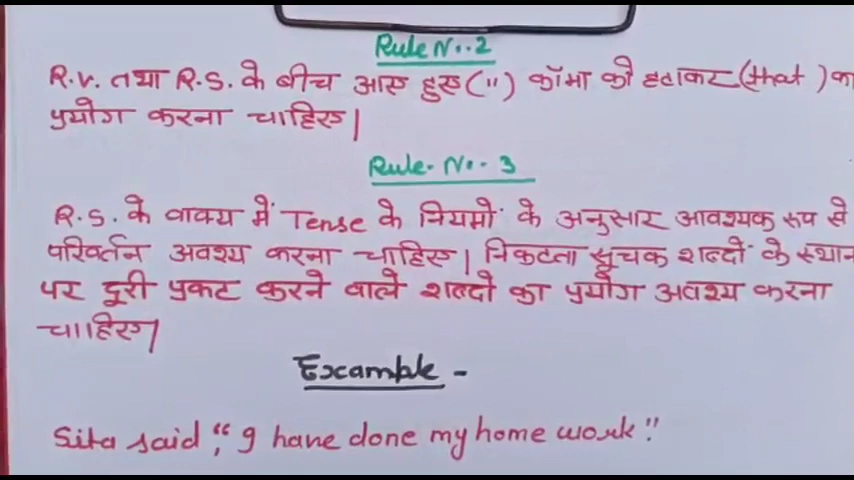 Rule No. 2
R.V. तथा R.S. के बीच आए हुए (") कॉमा को हटाकर (that) का
प्रयोग करना चाहिए।
Rule. No. 3
R.S. के वाक्य में Tense के नियमों के अनुसार आवश्यक रूप से
परिवर्तन अवश्य करना चाहिए। निकटता सूचक शब्दों के स्थान
पर दूरी प्रकट करने वाले शब्दों का प्रयोग अवश्य करना
चाहिए।
Examble -
Sita said, "I have done my home work."